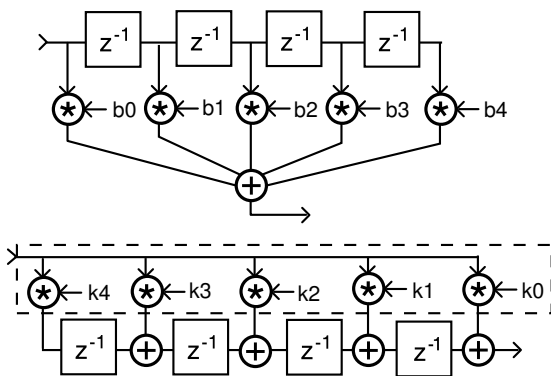 z⁻¹ z⁻¹ z⁻¹ z⁻¹
* b0 * b1 * b2 * b3 * b4
+
* k4 * k3 * k2 * k1 * k0
z⁻¹ + z⁻¹ + z⁻¹ + z⁻¹ +